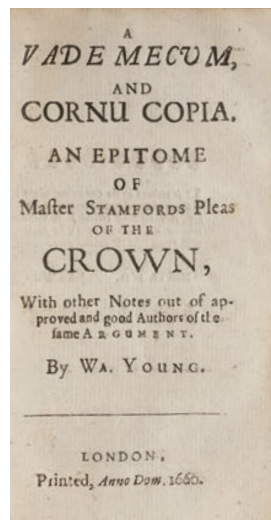 A
VADE MECVM,
AND
CORNU COPIA.
AN EPITOME
OF
Maſter STAMFORDS Pleas
OF THE
CROWN,
With other Notes out of ap-
proved and good Authors of the
ſame ARGUMENT.
By WA. YOUNG.
LONDON,
Printed, Anno Dom. 1660.